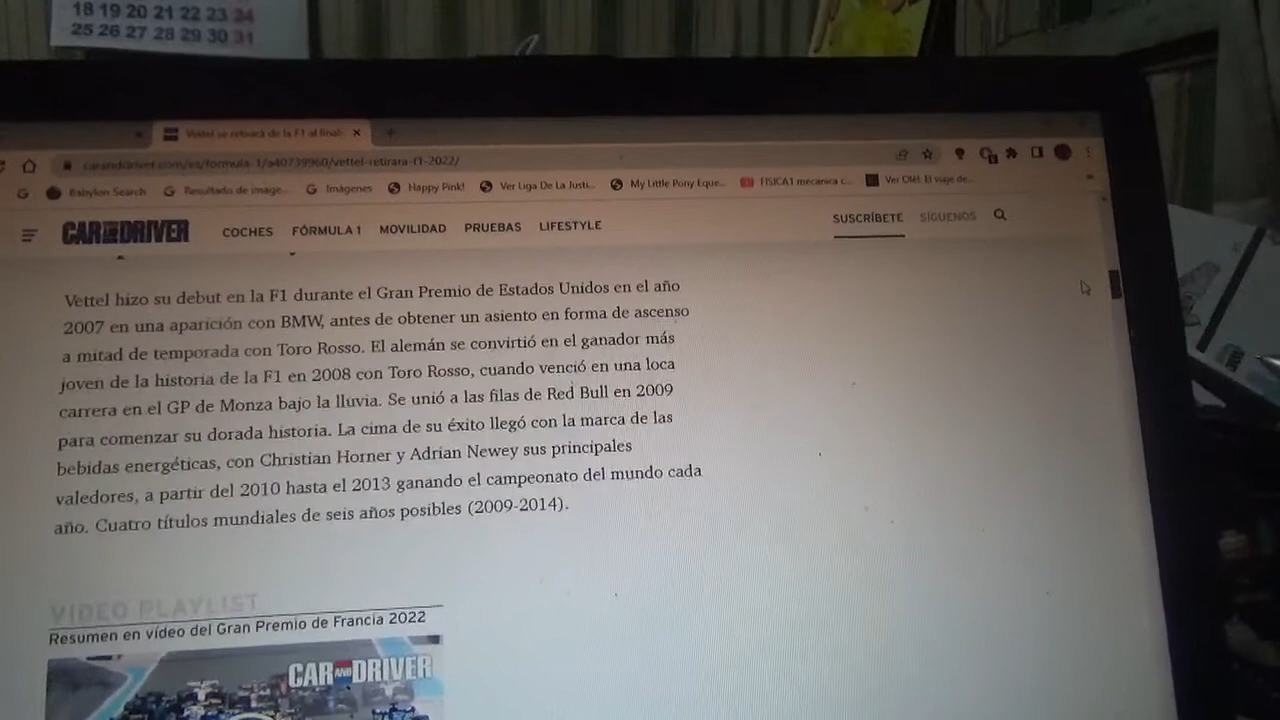 18 19 20 21 22 23 24
25 26 27 28 29 30 31
Vettel se retirará de la F1 al final
caranddriver.com/es/formula-1/a40739960/vettel-retirara-f1-2022/
Babylon Search Resultado de image... Imágenes Happy Pink! Ver Liga De La Justi... My Little Pony Eque... FISICA1 mecanica c... Ver Olé! El viaje de...
CAR AND DRIVER COCHES FÓRMULA 1 MOVILIDAD PRUEBAS LIFESTYLE SUSCRÍBETE SÍGUENOS
Vettel hizo su debut en la F1 durante el Gran Premio de Estados Unidos en el año
2007 en una aparición con BMW, antes de obtener un asiento en forma de ascenso
a mitad de temporada con Toro Rosso. El alemán se convirtió en el ganador más
joven de la historia de la F1 en 2008 con Toro Rosso, cuando venció en una loca
carrera en el GP de Monza bajo la lluvia. Se unió a las filas de Red Bull en 2009
para comenzar su dorada historia. La cima de su éxito llegó con la marca de las
bebidas energéticas, con Christian Horner y Adrian Newey sus principales
valedores, a partir del 2010 hasta el 2013 ganando el campeonato del mundo cada
año. Cuatro títulos mundiales de seis años posibles (2009-2014).
VIDEO PLAYLIST
Resumen en vídeo del Gran Premio de Francia 2022
CAR AND DRIVER